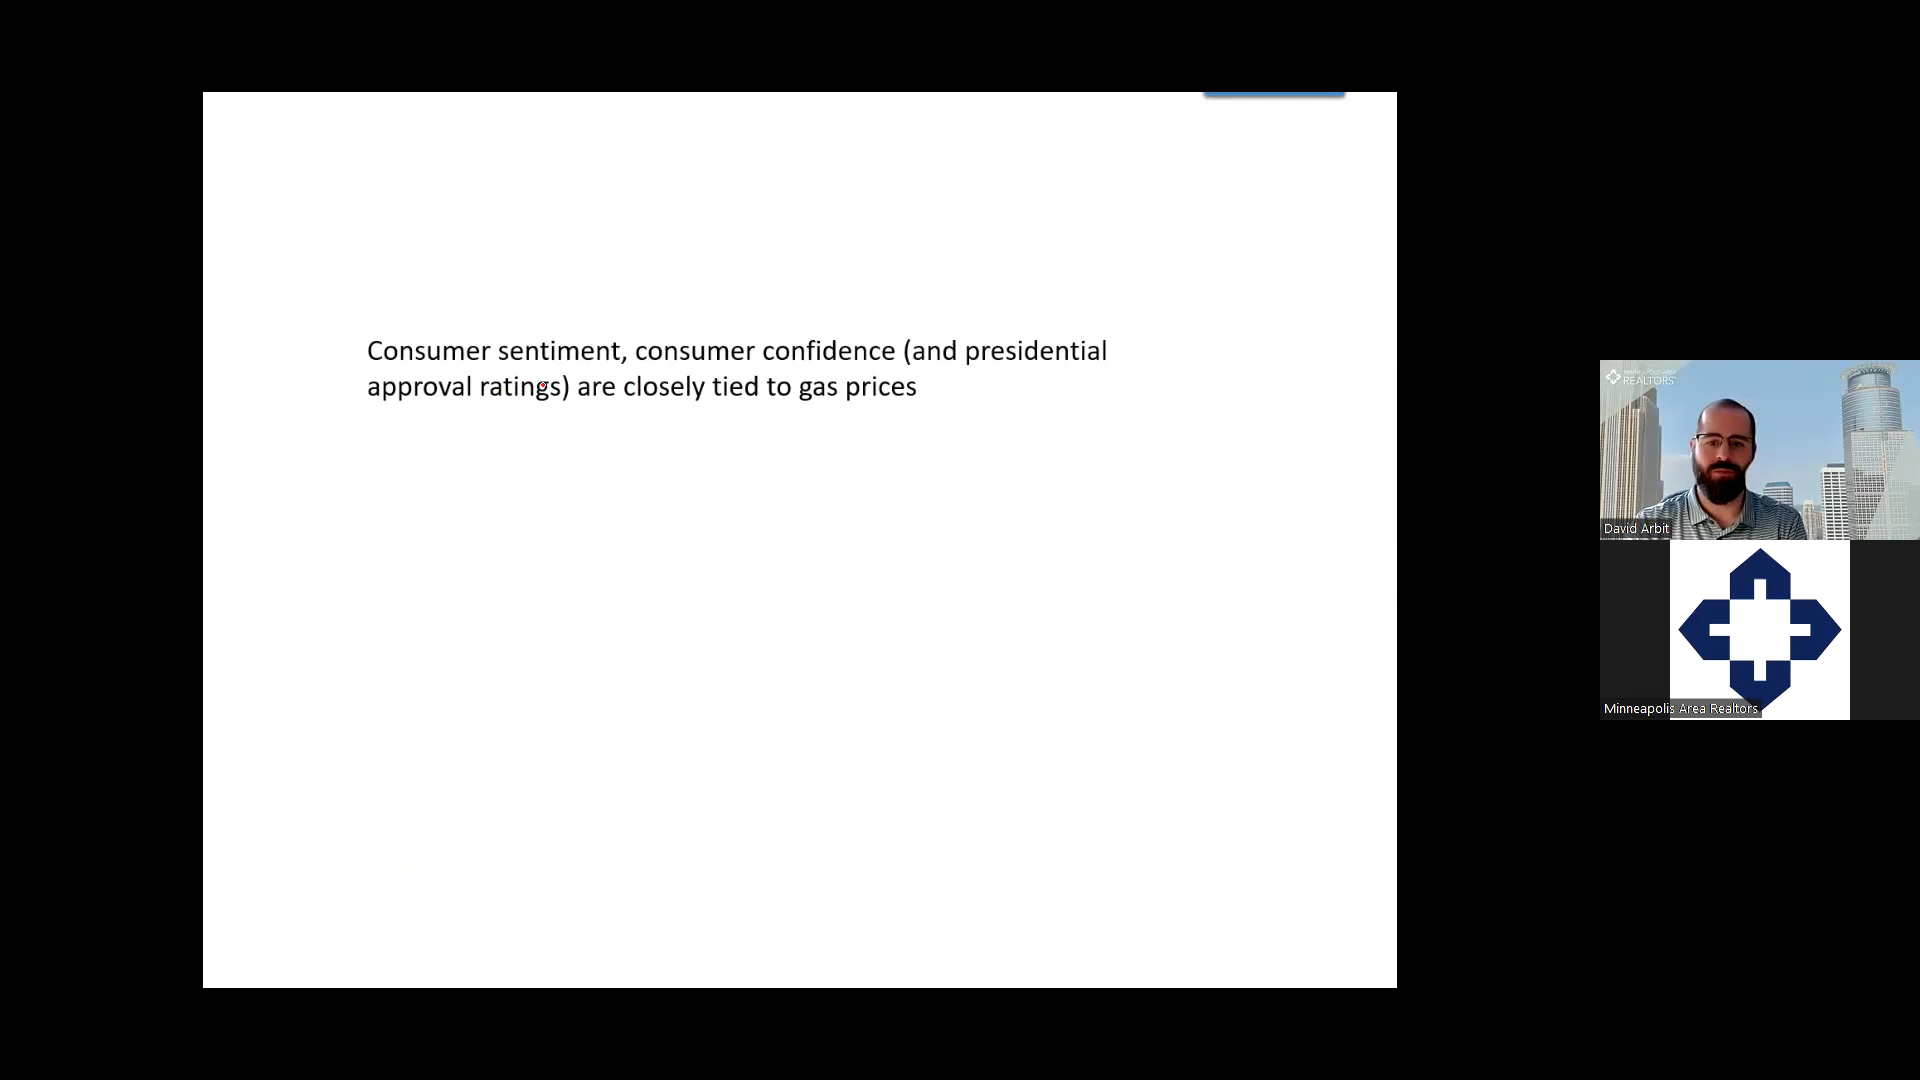 Consumer sentiment, consumer confidence (and presidential
approval ratings) are closely tied to gas prices
REALTORS
David Arbit
Minneapolis Area Realtors